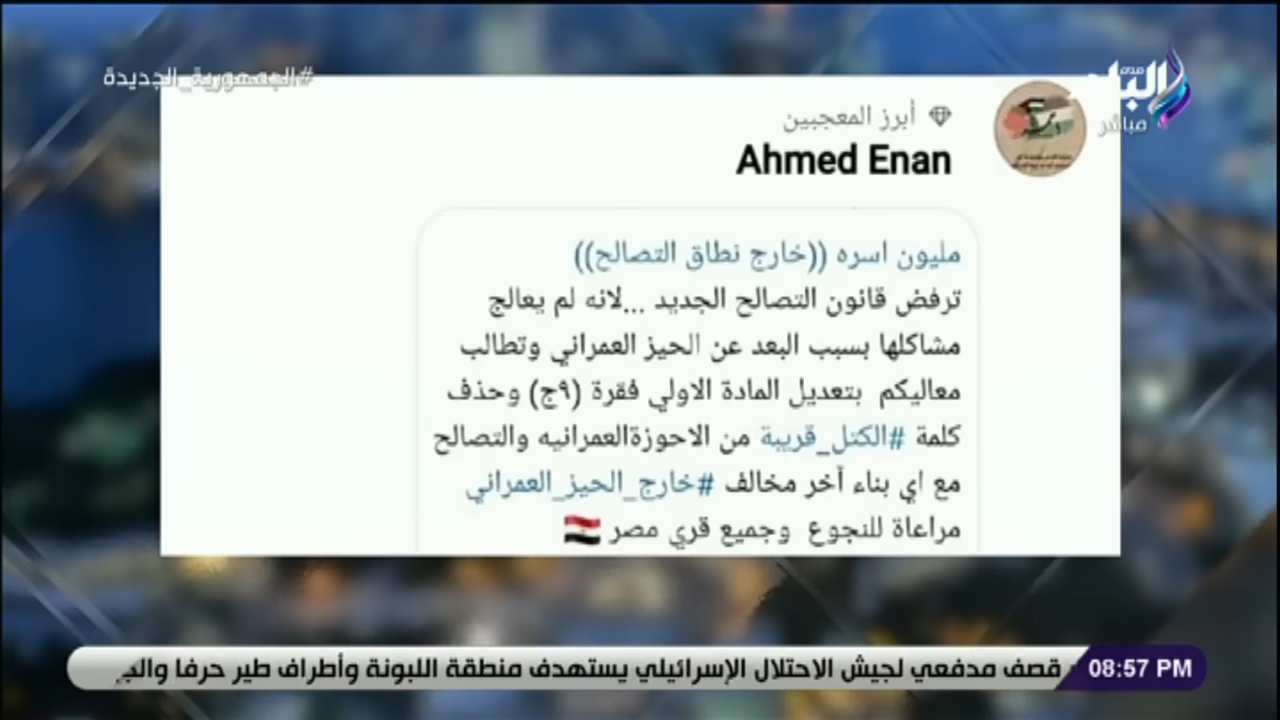 #الجمهورية_الجديدة
صدى البلد
مباشر
أبرز المعجبين
Ahmed Enan
مليون اسره ((خارج نطاق التصالح))
ترفض قانون التصالح الجديد ...لانه لم يعالج
مشاكلها بسبب البعد عن الحيز العمراني وتطالب
معاليكم بتعديل المادة الاولي فقرة (٩ج) وحذف
كلمة #الكتل_قريبة من الاحوزةالعمرانيه والتصالح
مع اي بناء آخر مخالف #خارج_الحيز_العمراني
مراعاة للنجوع وجميع قري مصر 🇪🇬
08:57 PM
قصف مدفعي لجيش الاحتلال الإسرائيلي يستهدف منطقة اللبونة وأطراف طير حرفا